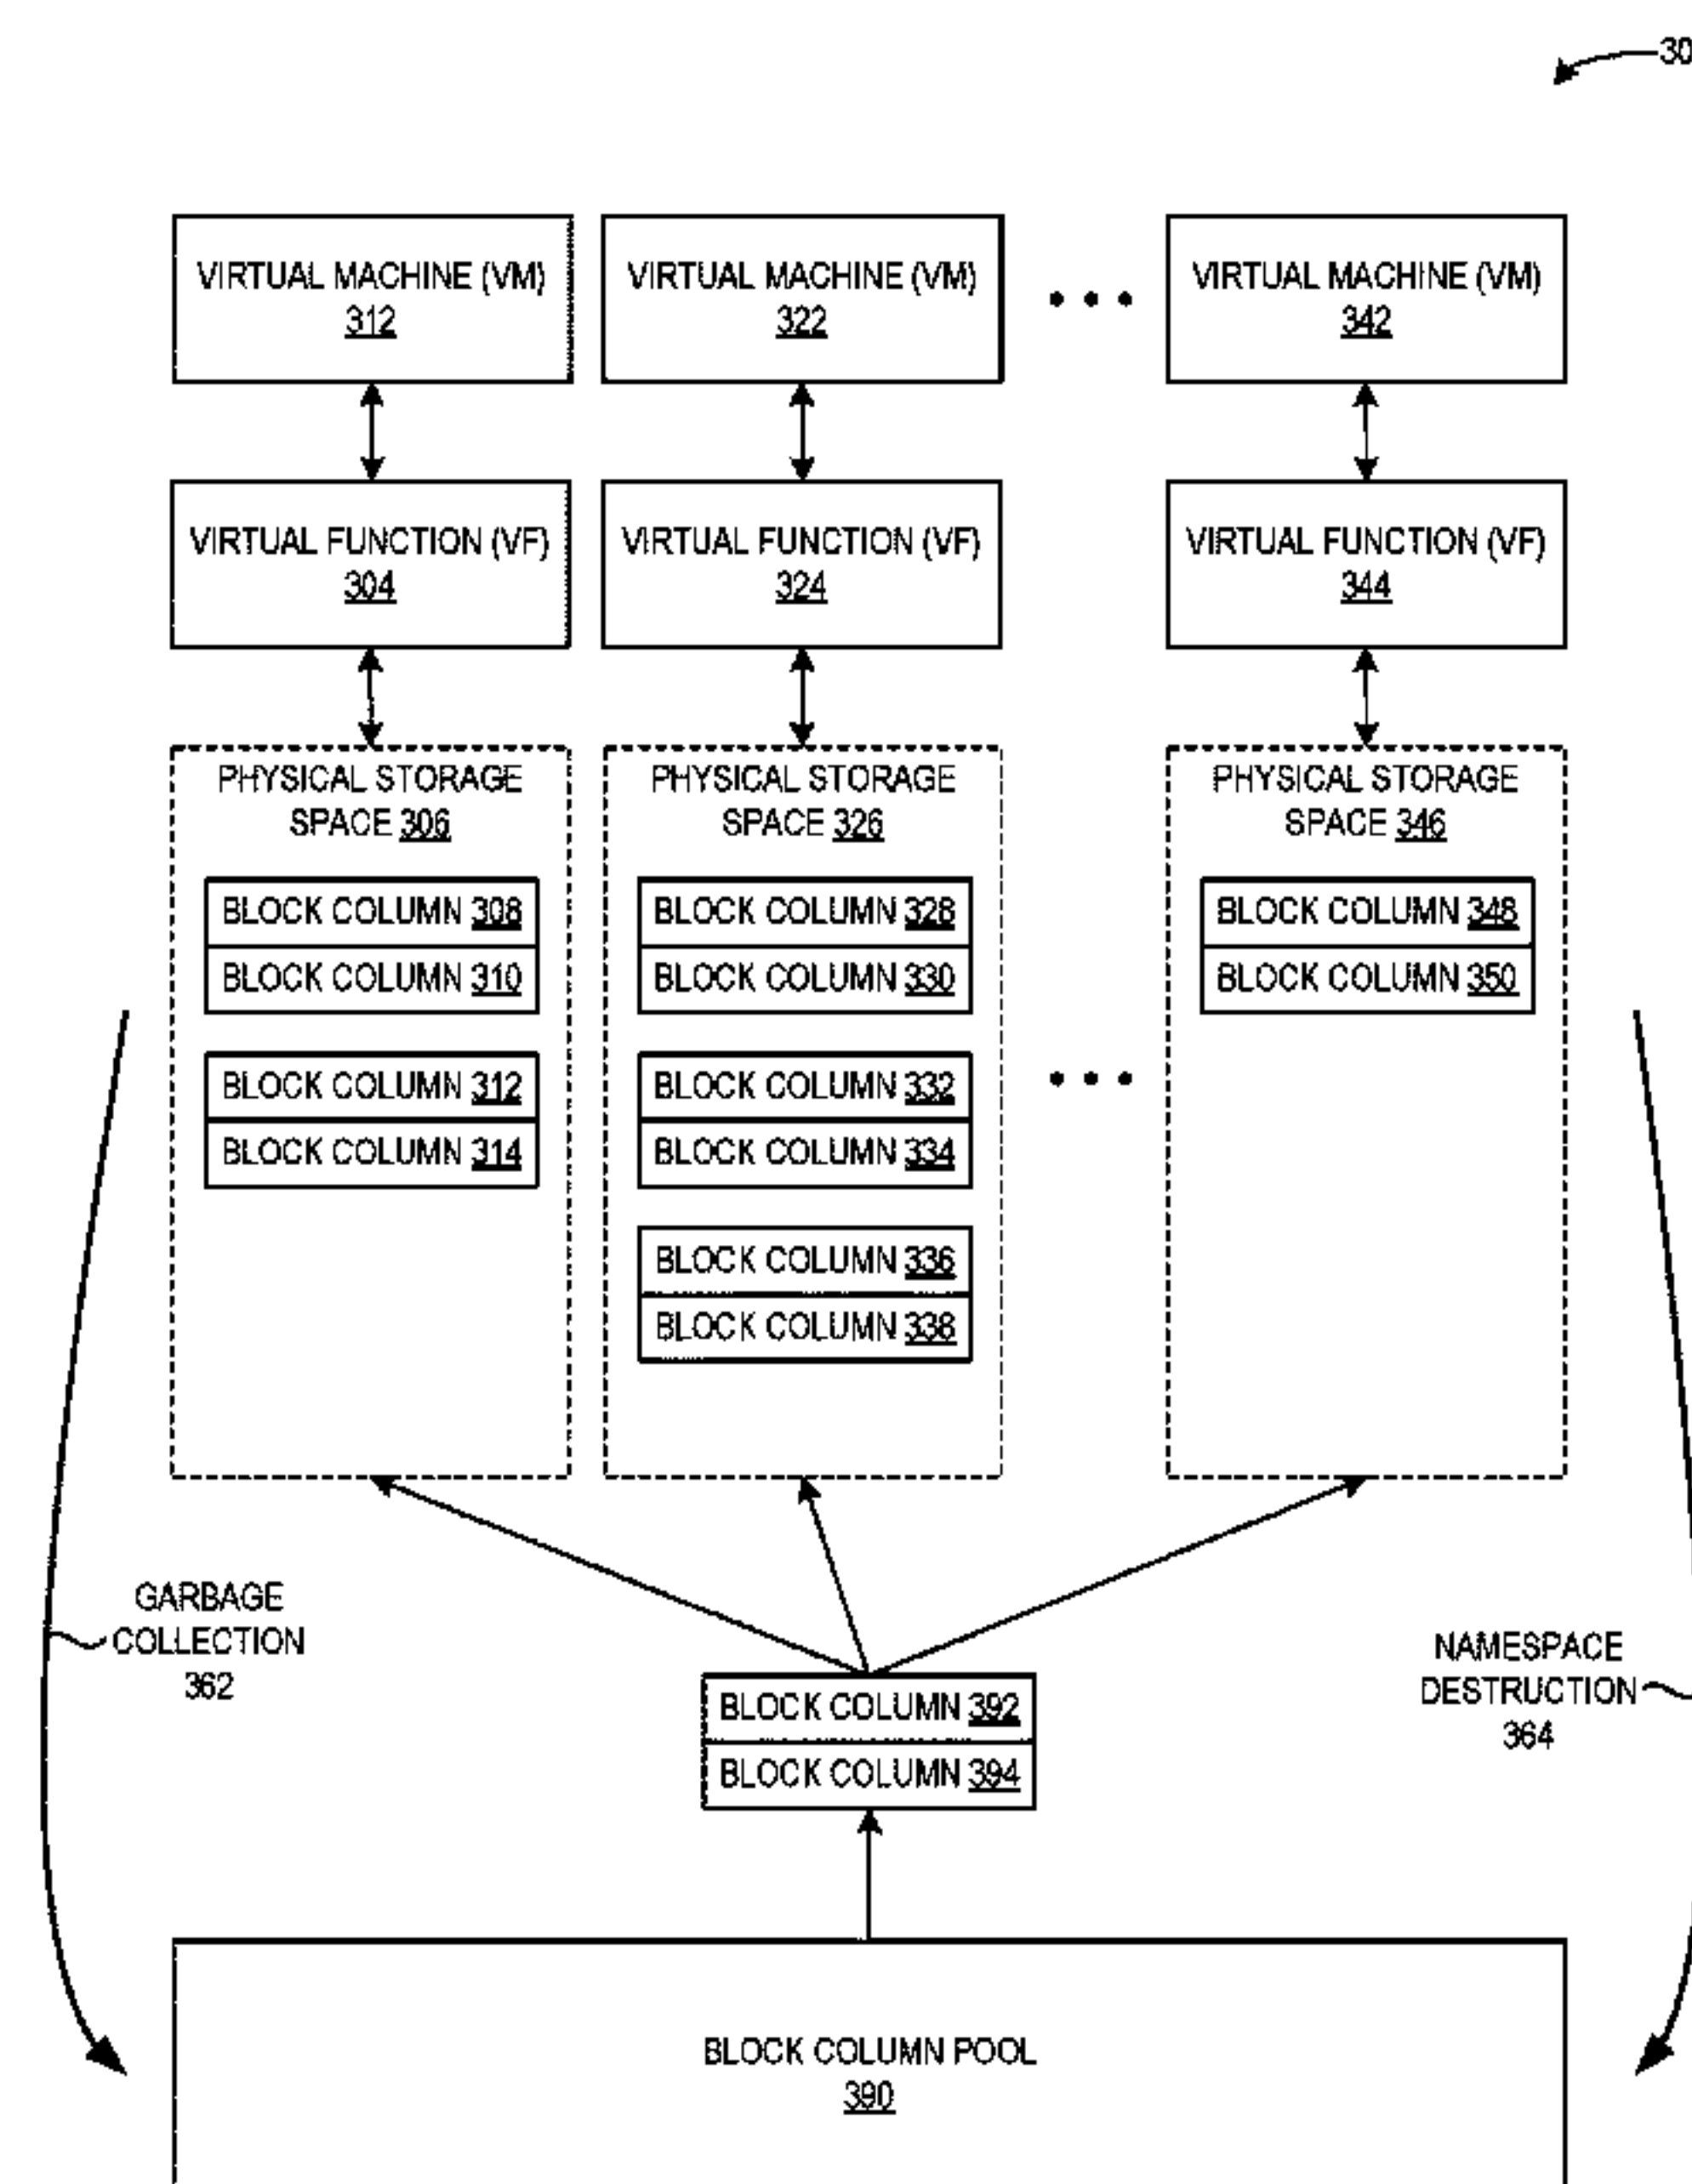 30
VIRTUAL MACHINE (VM)
312
VIRTUAL MACHINE (VM)
322
VIRTUAL MACHINE (VM)
342
VIRTUAL FUNCTION (VF)
304
VIRTUAL FUNCTION (VF)
324
VIRTUAL FUNCTION (VF)
344
PHYSICAL STORAGE
SPACE 306
BLOCK COLUMN 308
BLOCK COLUMN 310
BLOCK COLUMN 312
BLOCK COLUMN 314
PHYSICAL STORAGE
SPACE 326
BLOCK COLUMN 328
BLOCK COLUMN 330
BLOCK COLUMN 332
BLOCK COLUMN 334
BLOCK COLUMN 336
BLOCK COLUMN 338
PHYSICAL STORAGE
SPACE 346
BLOCK COLUMN 348
BLOCK COLUMN 350
GARBAGE
COLLECTION
362
NAMESPACE
DESTRUCTION
364
BLOCK COLUMN 392
BLOCK COLUMN 394
BLOCK COLUMN POOL
390